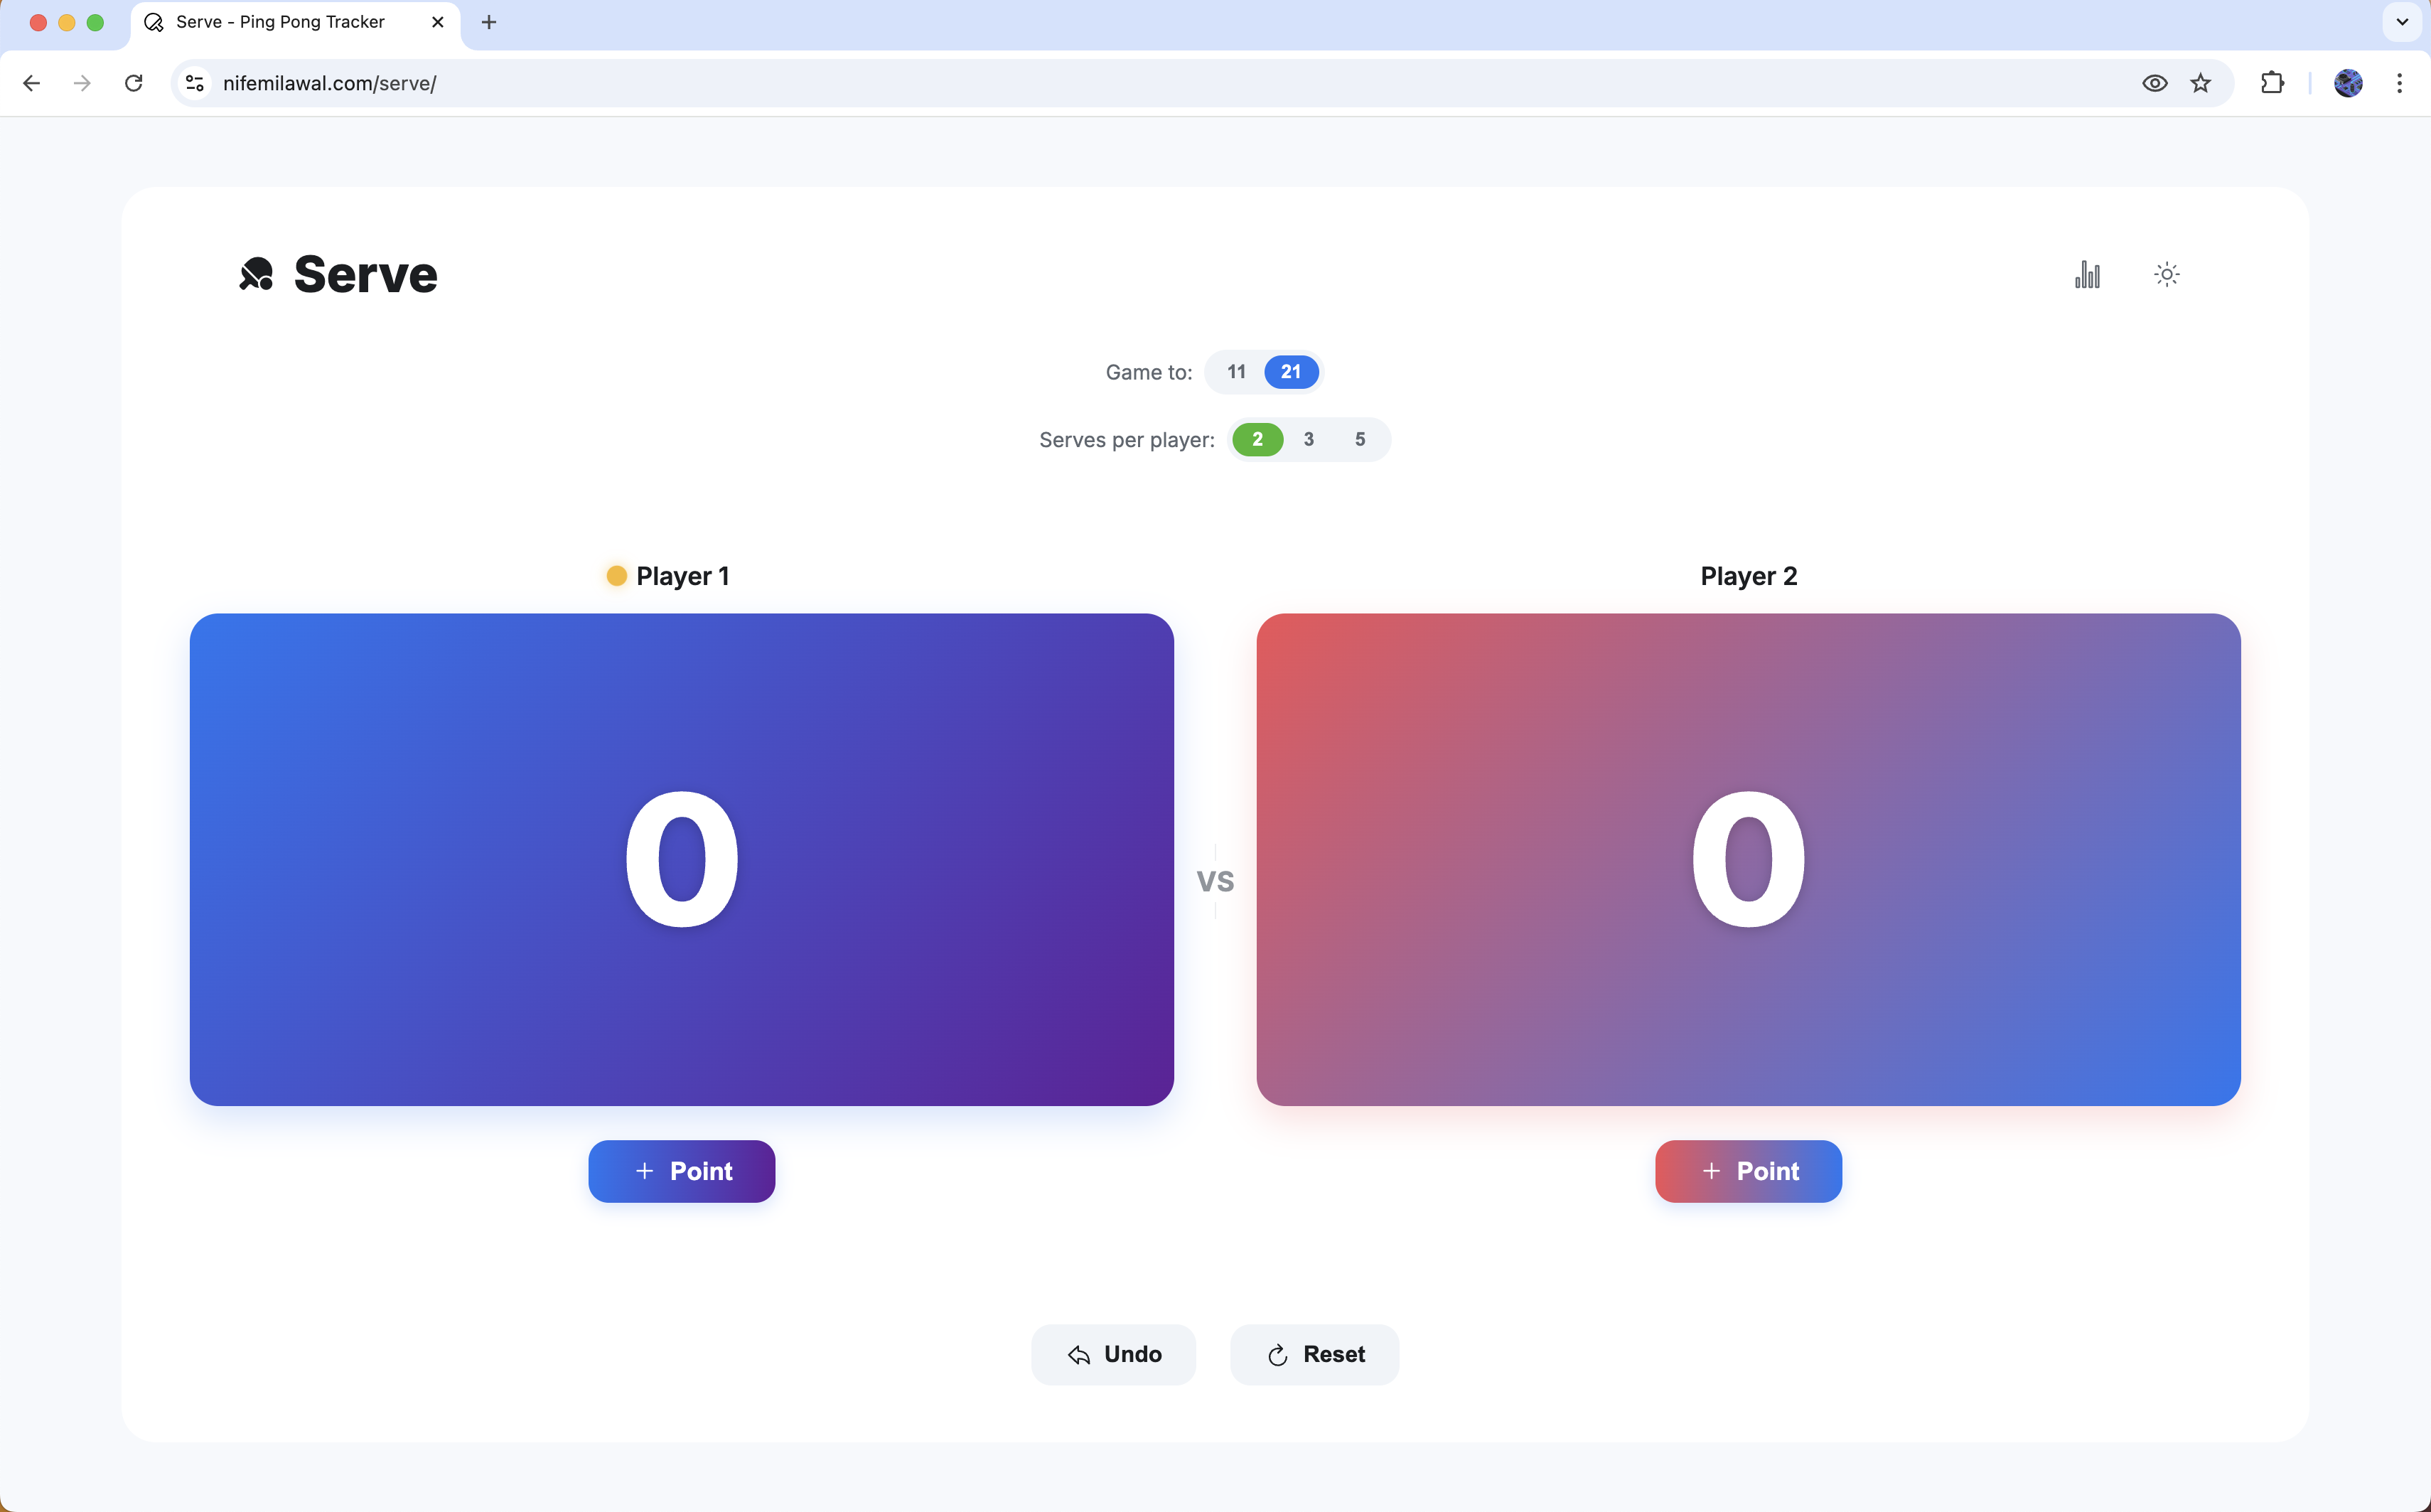 Serve - Ping Pong Tracker
nifemilawal.com/serve/
Serve
Game to: 11 21
Serves per player: 2 3 5
Player 1
Player 2
0
VS
0
+ Point
+ Point
Undo
Reset